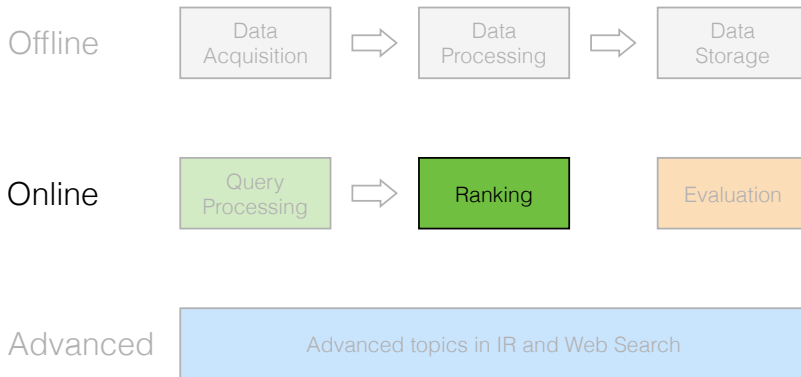 Offline
Data
Acquisition
Data
Processing
Data
Storage
Online
Query
Processing
Ranking
Evaluation
Advanced
Advanced topics in IR and Web Search